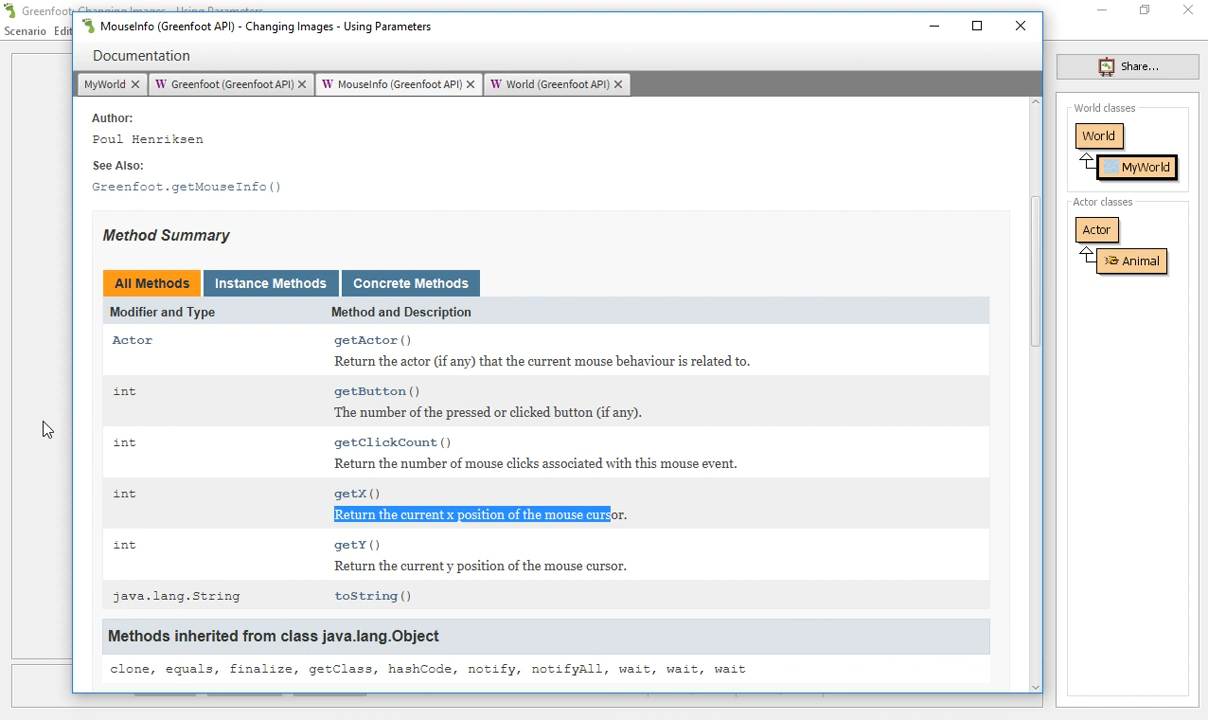 Greenfoot: Changing Images - Using Parameters
MouseInfo (Greenfoot API) - Changing Images - Using Parameters
Scenario Edit
Documentation
MyWorld
Greenfoot (Greenfoot API)
MouseInfo (Greenfoot API)
World (Greenfoot API)
Share...
Author:
Poul Henriksen
See Also:
Greenfoot.getMouseInfo()
Method Summary
All Methods Instance Methods Concrete Methods
Modifier and Type Method and Description
Actor getActor()
Return the actor (if any) that the current mouse behaviour is related to.
int getButton()
The number of the pressed or clicked button (if any).
int getClickCount()
Return the number of mouse clicks associated with this mouse event.
int getX()
Return the current x position of the mouse cursor.
int getY()
Return the current y position of the mouse cursor.
java.lang.String toString()
Methods inherited from class java.lang.Object
clone, equals, finalize, getClass, hashCode, notify, notifyAll, wait, wait, wait
World classes
World
MyWorld
Actor classes
Actor
Animal